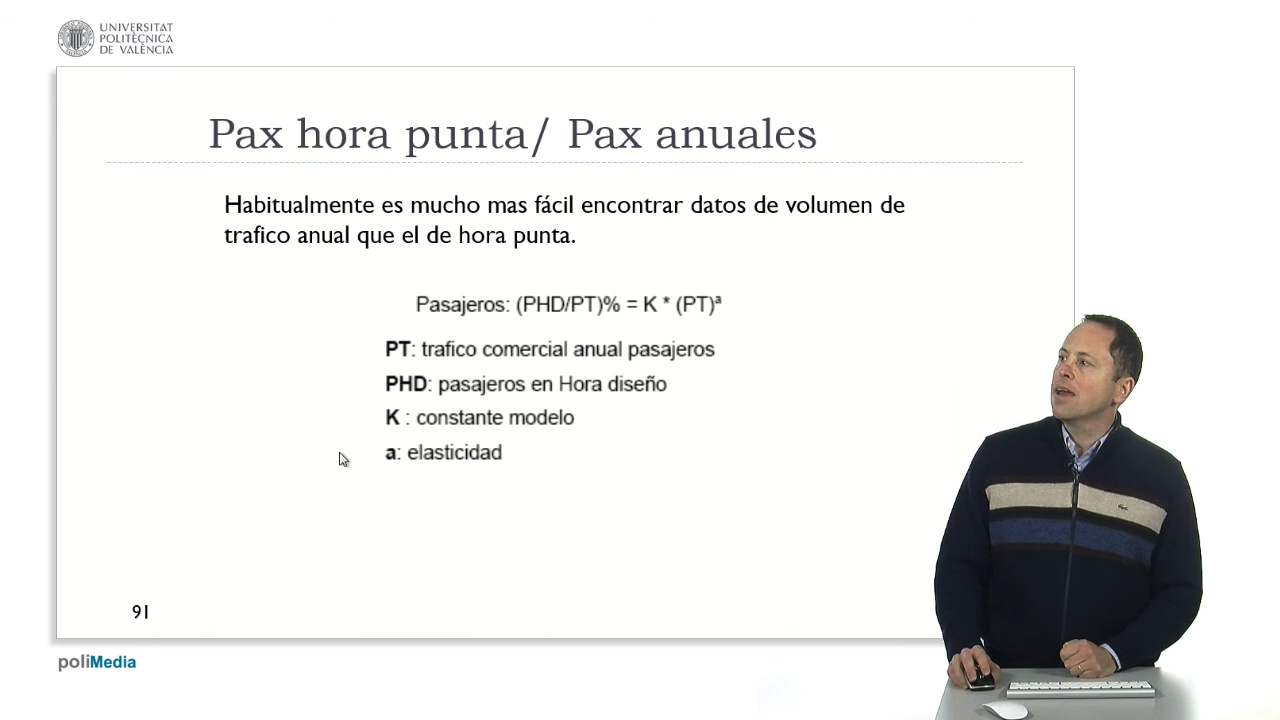 UNIVERSITAT
POLITÈCNICA
DE VALÈNCIA
Pax hora punta/ Pax anuales
Habitualmente es mucho mas fácil encontrar datos de volumen de
trafico anual que el de hora punta.
Pasajeros: (PHD/PT)% = K * (PT)ª
PT: trafico comercial anual pasajeros
PHD: pasajeros en Hora diseño
K : constante modelo
a: elasticidad
91
poliMedia